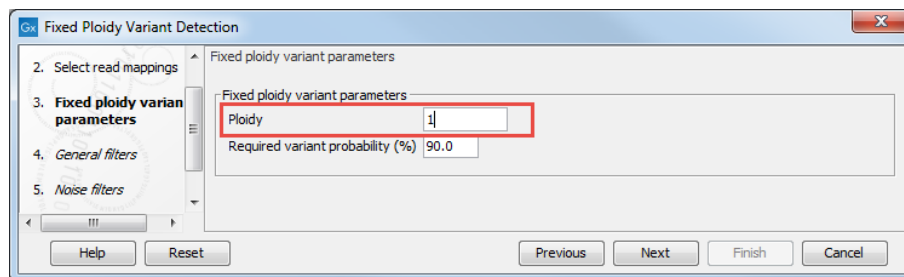 Gx Fixed Ploidy Variant Detection
2. Select read mappings
3. Fixed ploidy varian
parameters
4. General filters
5. Noise filters
Fixed ploidy variant parameters
Fixed ploidy variant parameters
Ploidy 1
Required variant probability (%) 90.0
Help Reset Previous Next Finish Cancel